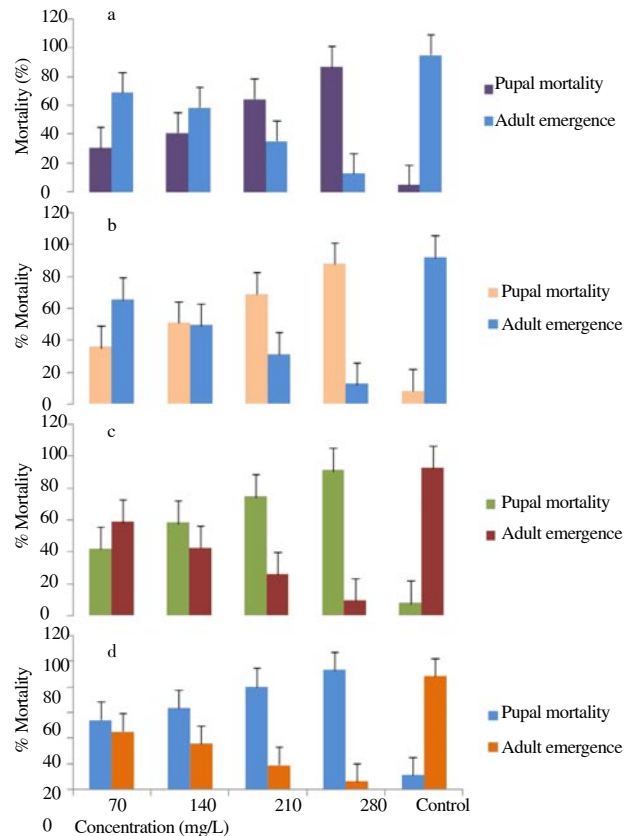 a
120
100
80
60
40
20
0
Mortality (%)
Pupal mortality
Adult emergence
b
120
100
80
60
40
20
0
% Mortality
Pupal mortality
Adult emergence
c
120
100
80
60
40
20
0
% Mortality
Pupal mortality
Adult emergence
d
120
100
80
60
40
20
0
% Mortality
Pupal mortality
Adult emergence
70 140 210 280 Control
Concentration (mg/L)